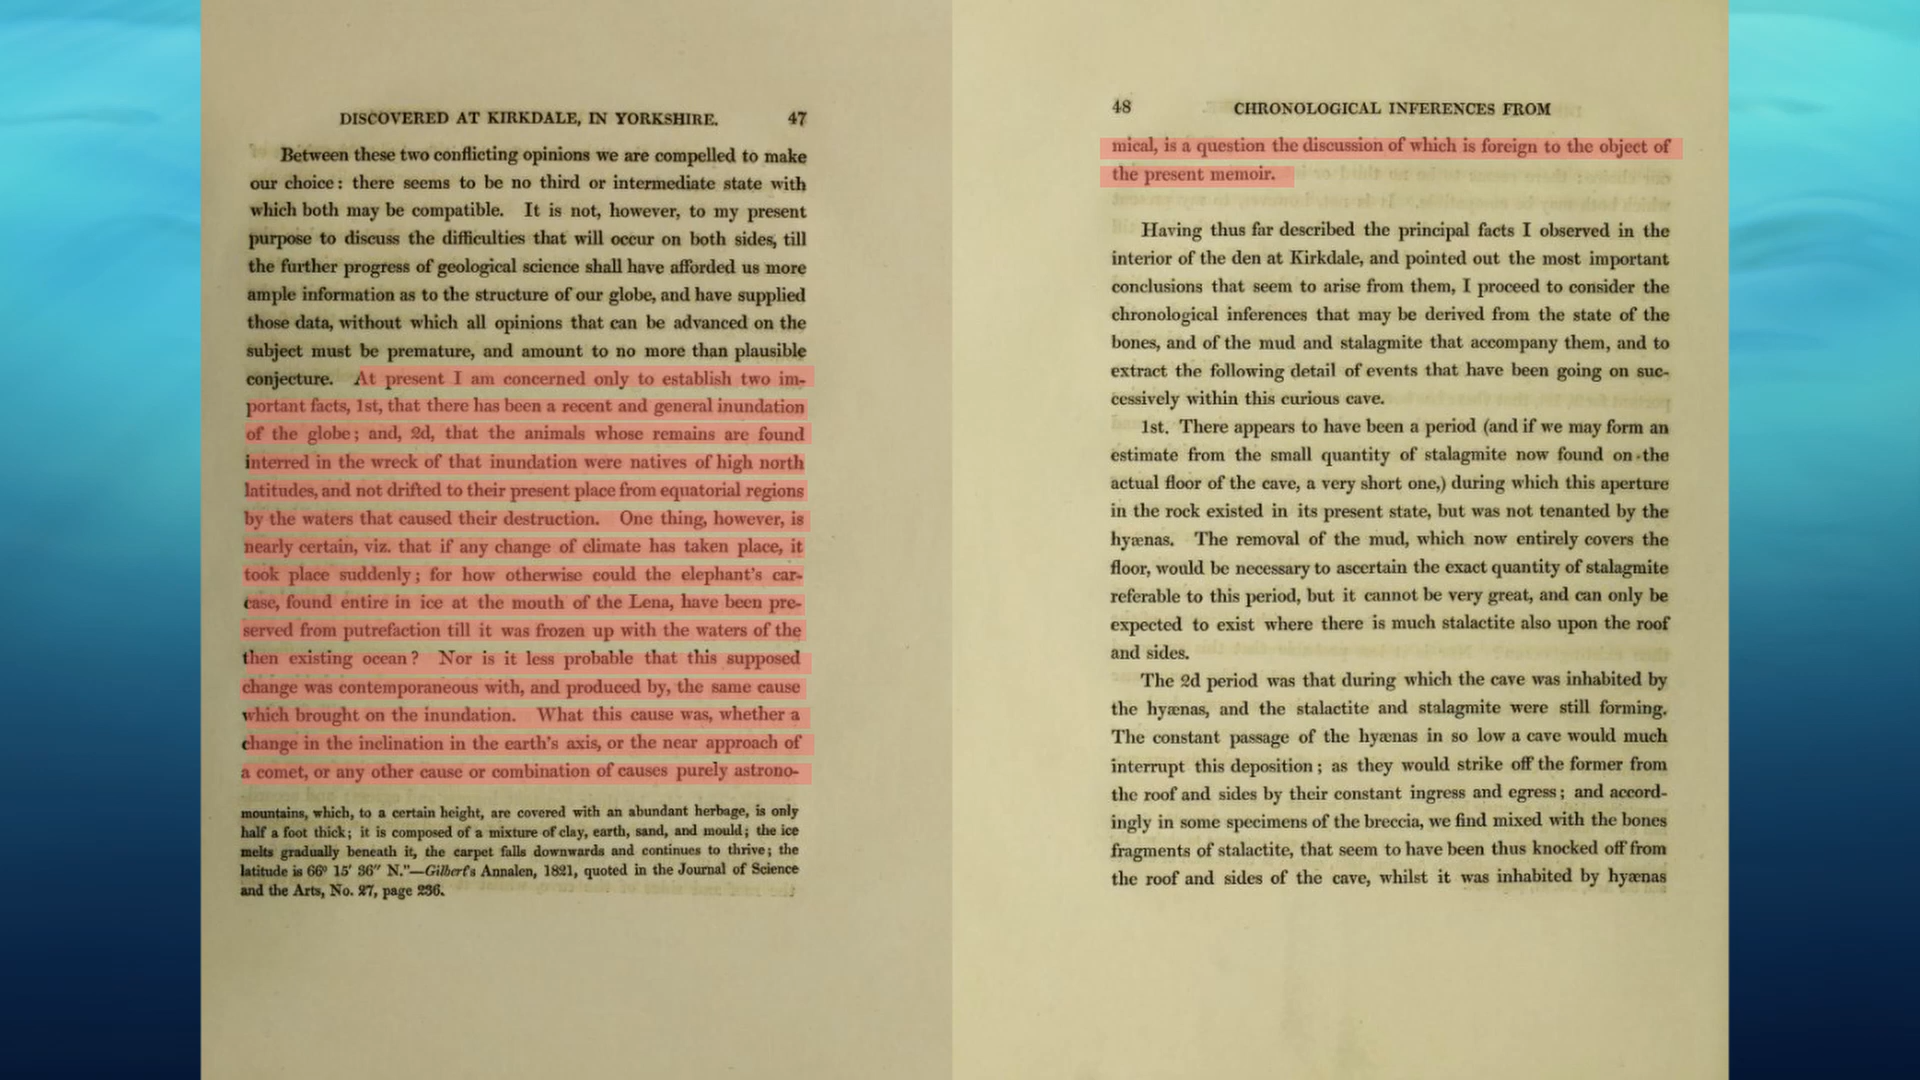 DISCOVERED AT KIRKDALE, IN YORKSHIRE. 47
Between these two conflicting opinions we are compelled to make
our choice: there seems to be no third or intermediate state with
which both may be compatible. It is not, however, to my present
purpose to discuss the difficulties that will occur on both sides, till
the further progress of geological science shall have afforded us more
ample information as to the structure of our globe, and have supplied
those data, without which all opinions that can be advanced on the
subject must be premature, and amount to no more than plausible
conjecture. At present I am concerned only to establish two im-
portant facts, 1st, that there has been a recent and general inundation
of the globe; and, 2d, that the animals whose remains are found
interred in the wreck of that inundation were natives of high north
latitudes, and not drifted to their present place from equatorial regions
by the waters that caused their destruction. One thing, however, is
nearly certain, viz. that if any change of climate has taken place, it
took place suddenly; for how otherwise could the elephant's car-
case, found entire in ice at the mouth of the Lena, have been pre-
served from putrefaction till it was frozen up with the waters of the
then existing ocean? Nor is it less probable that this supposed
change was contemporaneous with, and produced by, the same cause
which brought on the inundation. What this cause was, whether a
change in the inclination in the earth's axis, or the near approach of
a comet, or any other cause or combination of causes purely astrono-
mountains, which, to a certain height, are covered with an abundant herbage, is only
half a foot thick; it is composed of a mixture of clay, earth, sand, and mould; the ice
melts gradually beneath it, the carpet falls downwards and continues to thrive; the
latitude is 66° 15′ 36″ N."—Gilbert's Annalen, 1821, quoted in the Journal of Science
and the Arts, No. 27, page 236.
48 CHRONOLOGICAL INFERENCES FROM
mical, is a question the discussion of which is foreign to the object of
the present memoir.
Having thus far described the principal facts I observed in the
interior of the den at Kirkdale, and pointed out the most important
conclusions that seem to arise from them, I proceed to consider the
chronological inferences that may be derived from the state of the
bones, and of the mud and stalagmite that accompany them, and to
extract the following detail of events that have been going on suc-
cessively within this curious cave.
1st. There appears to have been a period (and if we may form an
estimate from the small quantity of stalagmite now found on the
actual floor of the cave, a very short one,) during which this aperture
in the rock existed in its present state, but was not tenanted by the
hyænas. The removal of the mud, which now entirely covers the
floor, would be necessary to ascertain the exact quantity of stalagmite
referable to this period, but it cannot be very great, and can only be
expected to exist where there is much stalactite also upon the roof
and sides.
The 2d period was that during which the cave was inhabited by
the hyænas, and the stalactite and stalagmite were still forming.
The constant passage of the hyænas in so low a cave would much
interrupt this deposition; as they would strike off the former from
the roof and sides by their constant ingress and egress; and accord-
ingly in some specimens of the breccia, we find mixed with the bones
fragments of stalactite, that seem to have been thus knocked off from
the roof and sides of the cave, whilst it was inhabited by hyænas